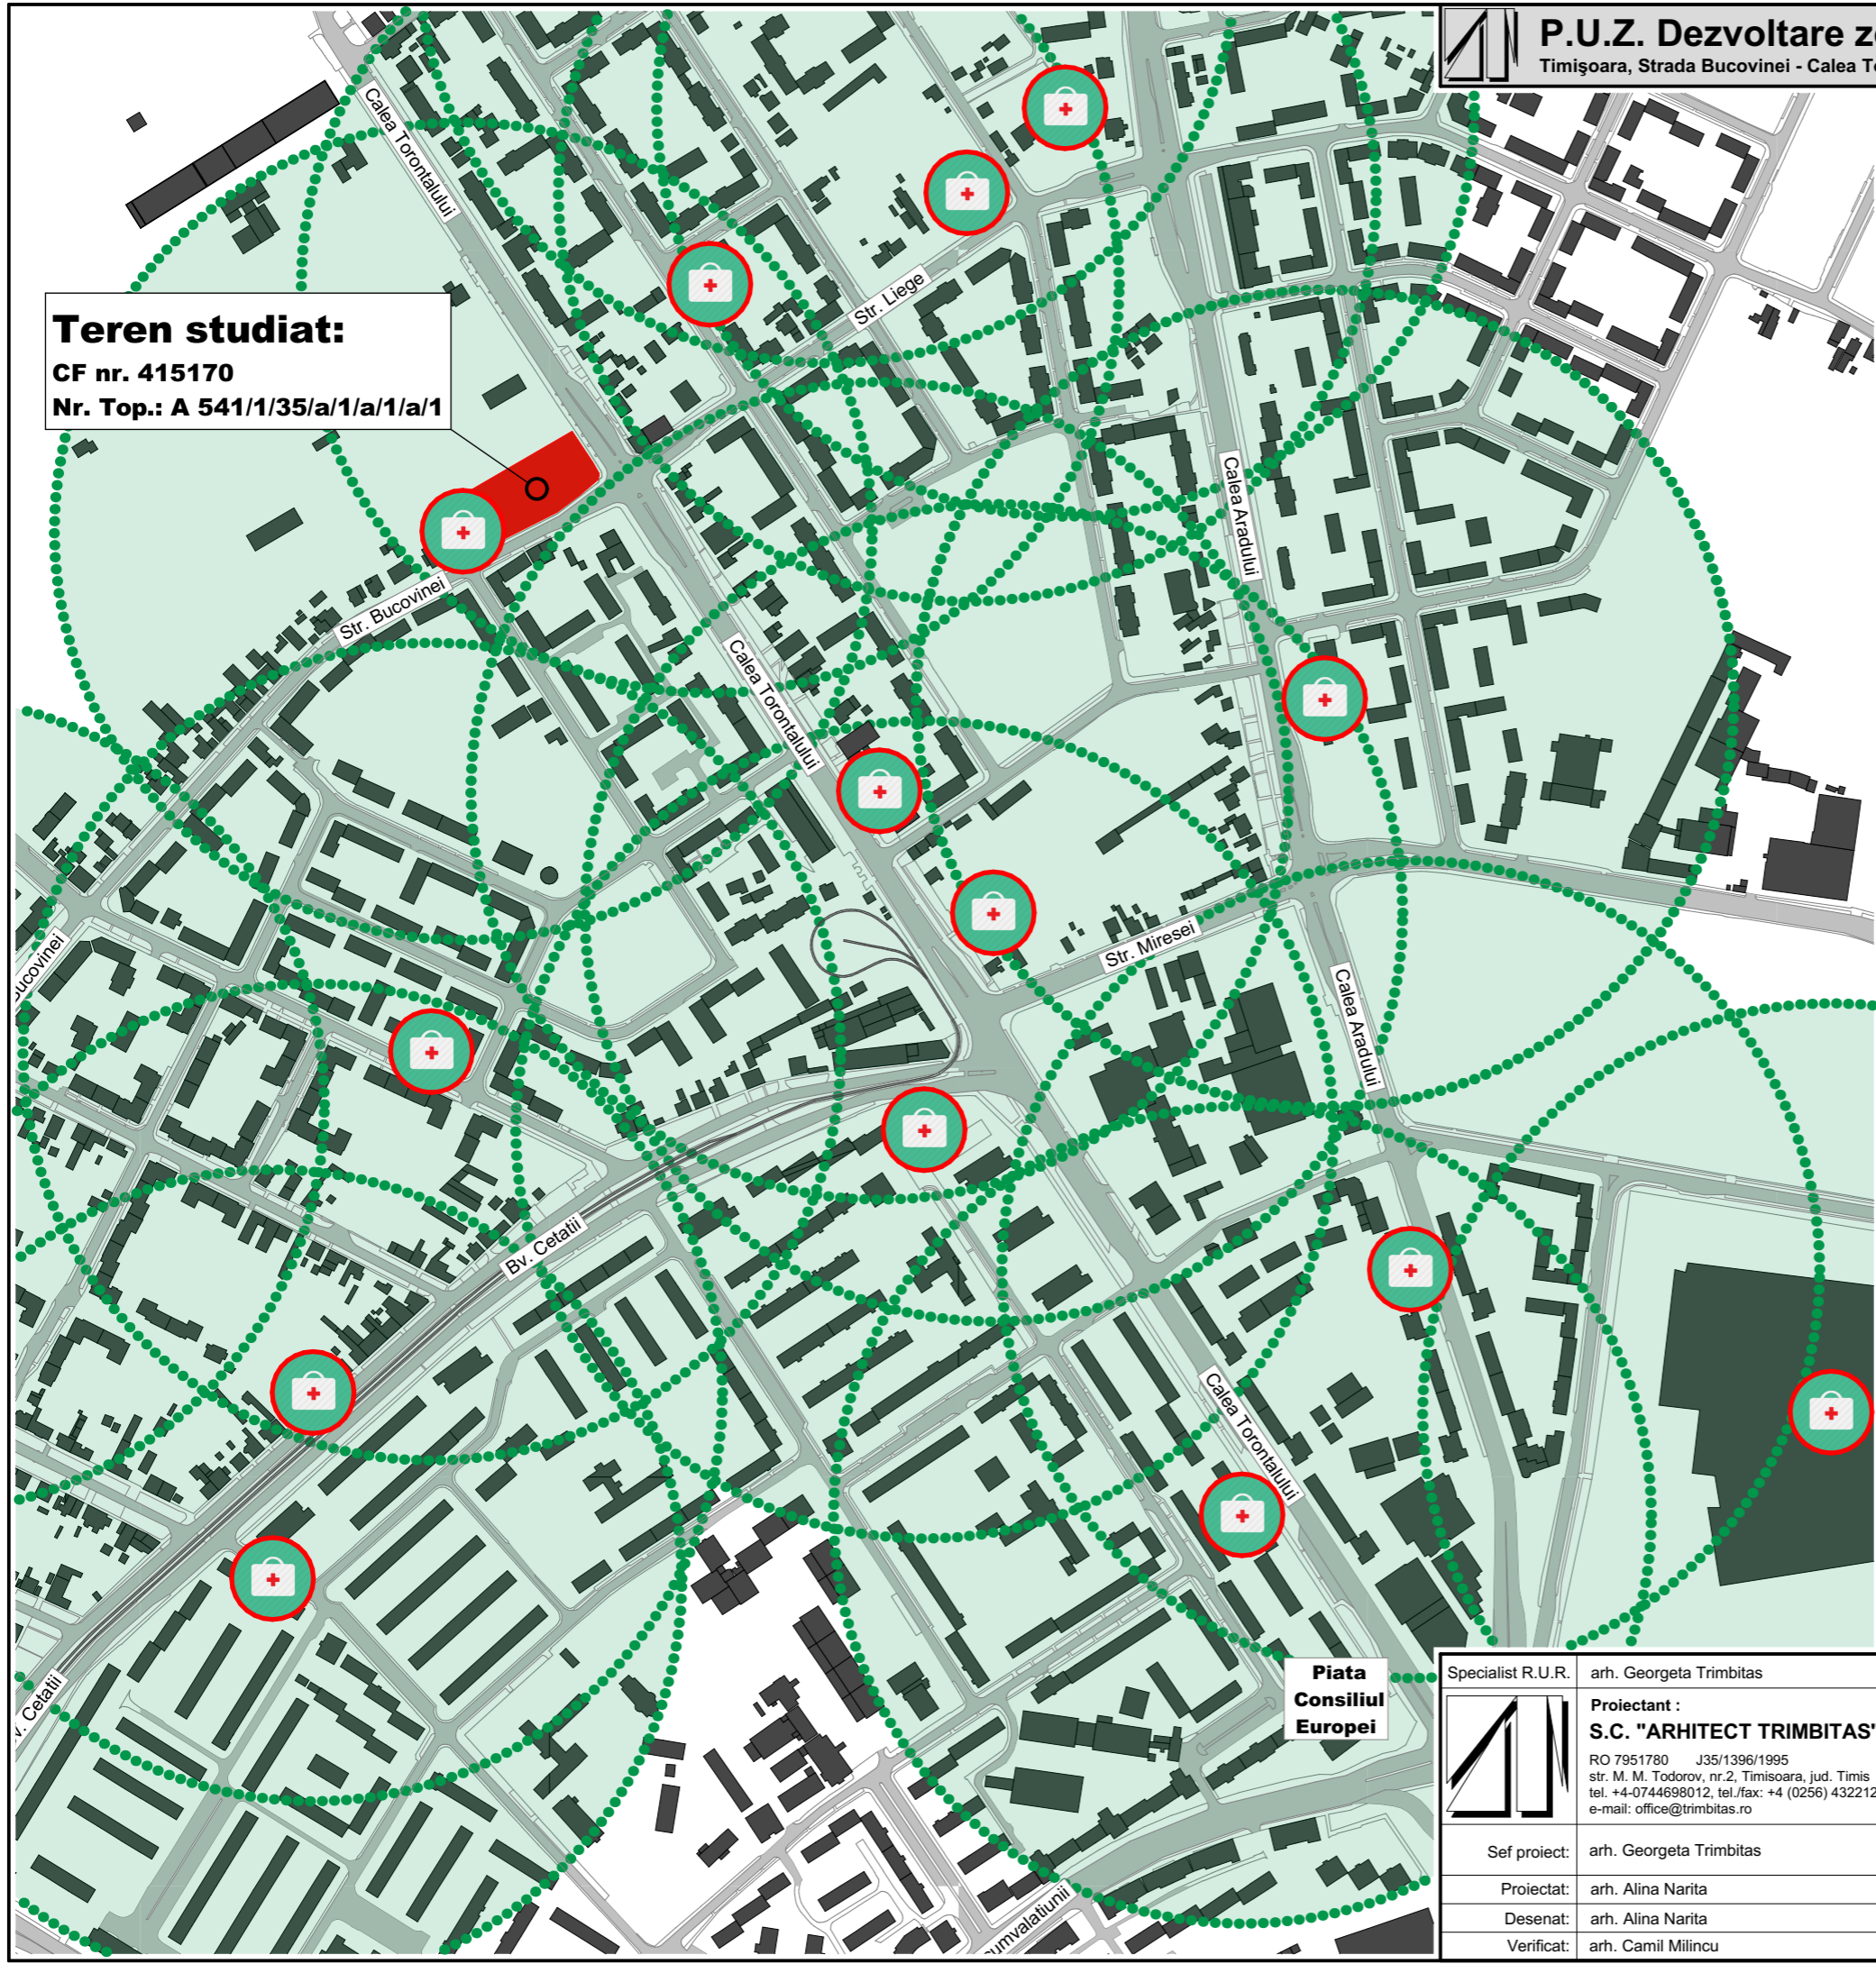 P.U.Z. Dezvoltare
Timişoara, Strada Bucovinei - Calea
Calea Torontalului
Str. Liege
Teren studiat:
CF nr. 415170
Nr. Top.: A 541/1/35/a/1/a/1/a/1
Calea Aradului
Str. Bucovinei
Calea Torontalului
Str. Miresei
Bucovinei
Calea Aradului
Bv. Cetatii
Calea Torontalului
Cetatii
Piata
Consiliul
Europei
Specialist R.U.R. arh. Georgeta Trimbitas
Proiectant :
S.C. "ARHITECT TRIMBITAS"
RO 7951780 J35/1396/1995
str. M. M. Todorov, nr.2, Timisoara, jud. Timis
tel. +4-0744698012, tel./fax: +4 (0256) 432212
e-mail: office@trimbitas.ro
Sef proiect: arh. Georgeta Trimbitas
Proiectat: arh. Alina Narita
Desenat: arh. Alina Narita
Verificat: arh. Camil Milincu
umvalatiunii